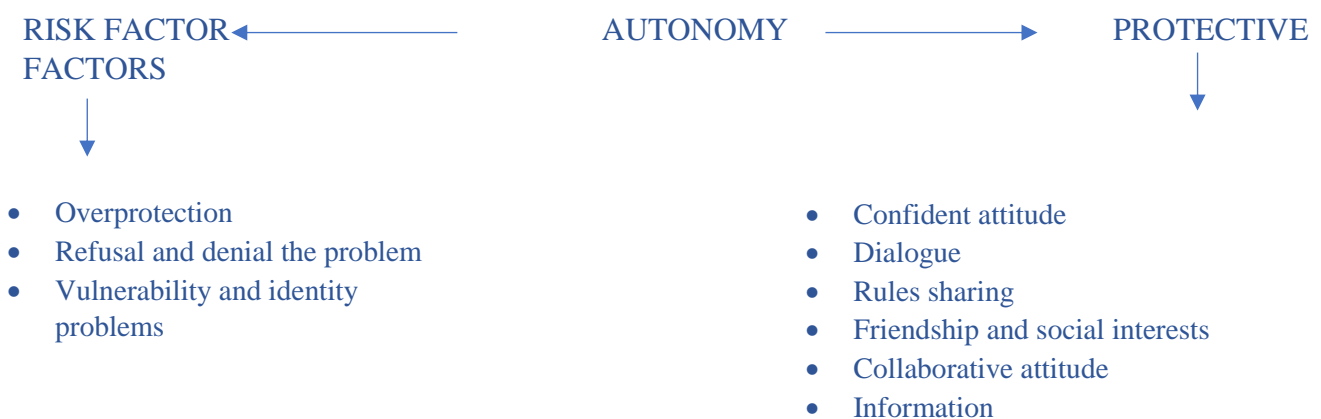 RISK FACTOR AUTONOMY PROTECTIVE
FACTORS
• Overprotection
• Refusal and denial the problem
• Vulnerability and identity
problems
• Confident attitude
• Dialogue
• Rules sharing
• Friendship and social interests
• Collaborative attitude
• Information